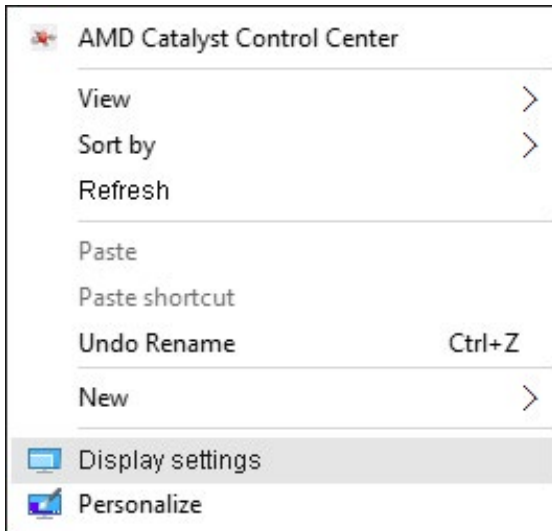 AMD Catalyst Control Center
View
Sort by
Refresh
Paste
Paste shortcut
Undo Rename Ctrl+Z
New
Display settings
Personalize